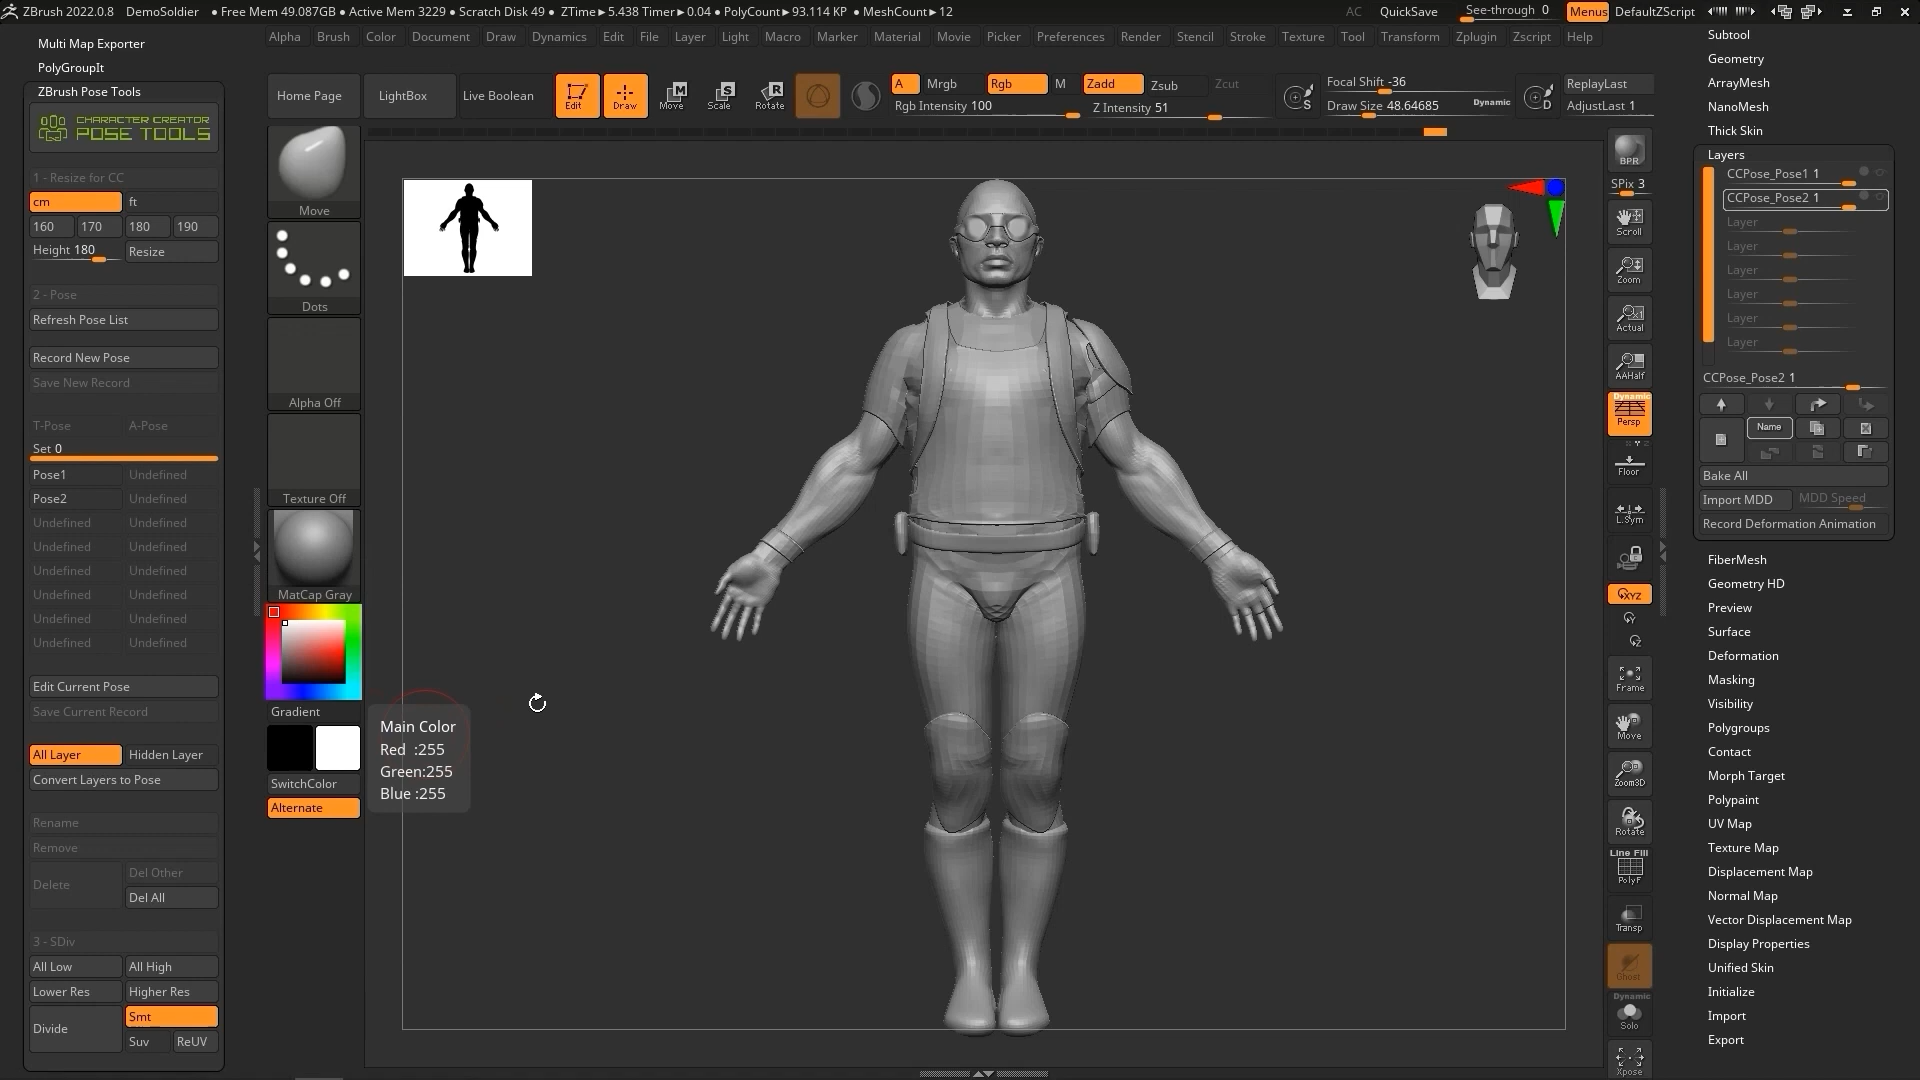 ZBrush 2022.0.8 DemoSoldier ● Free Mem 49.087GB ● Active Mem 3229 ● Scratch Disk 49 ● ZTime▶5.438 Timer▶0.04 ● PolyCount▶93.114 KP ● MeshCount▶12 AC QuickSave See-through 0 Menus DefaultZScript
Alpha Brush Color Document Draw Dynamics Edit File Layer Light Macro Marker Material Movie Picker Preferences Render Stencil Stroke Texture Tool Transform Zplugin Zscript Help
Multi Map Exporter
PolyGroupIt
ZBrush Pose Tools
CHARACTER CREATOR
POSE TOOLS
1 - Resize for CC
cm ft
160 170 180 190
Height 180 Resize
2 - Pose
Refresh Pose List
Record New Pose
Save New Record
T-Pose A-Pose
Set 0
Pose1 Undefined
Pose2 Undefined
Undefined Undefined
Undefined Undefined
Undefined Undefined
Undefined Undefined
Undefined Undefined
Undefined Undefined
Edit Current Pose
Save Current Record
All Layer Hidden Layer
Convert Layers to Pose
Rename
Remove
Delete Del Other
Del All
3 - SDiv
All Low All High
Lower Res Higher Res
Divide Smt
Suv ReUV
Home Page LightBox Live Boolean Edit Draw Move Scale Rotate
A Mrgb Rgb M Zadd Zsub Zcut
Rgb Intensity 100 Z Intensity 51
S Focal Shift -36
Draw Size 48.64685 Dynamic
D ReplayLast
AdjustLast 1
Move
Dots
Alpha Off
Texture Off
MatCap Gray
Gradient
SwitchColor
Alternate
Main Color
Red :255
Green:255
Blue :255
BPR
SPix 3
Scroll
Zoom
Actual
AAHalf
Dynamic
Persp
Floor
L.Sym
XYZ
Y
Z
Frame
Move
Zoom3D
Rotate
Line Fill
PolyF
Transp
Ghost
Dynamic
Solo
Xpose
Subtool
Geometry
ArrayMesh
NanoMesh
Thick Skin
Layers
CCPose_Pose1 1
CCPose_Pose2 1
Layer
Layer
Layer
Layer
Layer
Layer
CCPose_Pose2 1
Name
Bake All
Import MDD MDD Speed
Record Deformation Animation
FiberMesh
Geometry HD
Preview
Surface
Deformation
Masking
Visibility
Polygroups
Contact
Morph Target
Polypaint
UV Map
Texture Map
Displacement Map
Normal Map
Vector Displacement Map
Display Properties
Unified Skin
Initialize
Import
Export